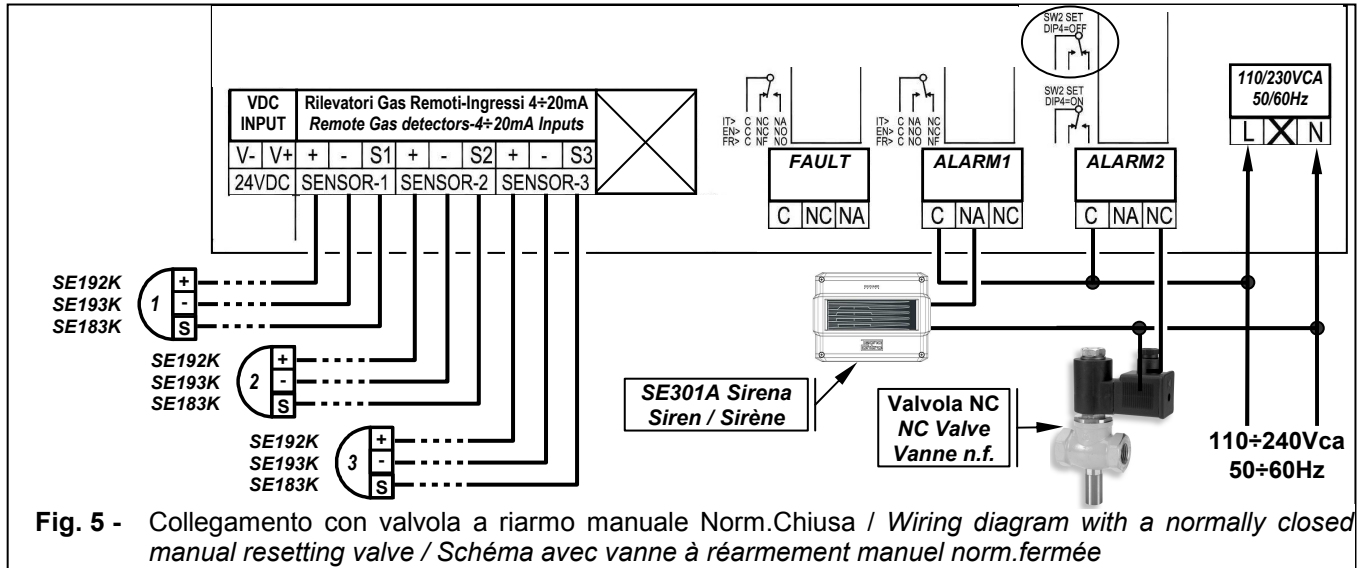 SW2 SET
DIP4=OFF
SW2 SET
DIP4=ON
110/230VCA
50/60Hz
L N
VDC
INPUT
Rilevatori Gas Remoti-Ingressi 4÷20mA
Remote Gas detectors-4÷20mA Inputs
V- V+ + - S1 + - S2 + - S3
24VDC SENSOR-1 SENSOR-2 SENSOR-3
IT> C NC NA
EN> C NC NO
FR> C NF NO
FAULT
C NC NA
IT> C NA NC
EN> C NO NC
FR> C NO NF
ALARM1
C NA NC
ALARM2
C NA NC
SE192K
SE193K
SE183K
1
+
-
S
SE192K
SE193K
SE183K
2
+
-
S
SE192K
SE193K
SE183K
3
+
-
S
SE301A Sirena
Siren / Sirène
Valvola NC
NC Valve
Vanne n.f.
110÷240Vca
50÷60Hz
Fig. 5 - Collegamento con valvola a riarmo manuale Norm.Chiusa / Wiring diagram with a normally closed
manual resetting valve / Schéma avec vanne à réarmement manuel norm.fermée